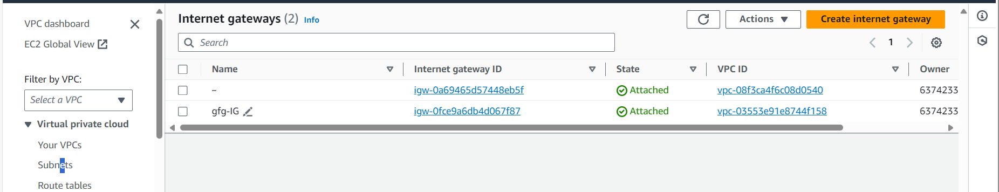 VPC dashboard
EC2 Global View
Filter by VPC:
Select a VPC
Virtual private cloud
Your VPCs
Subnets
Route tables
Internet gateways (2) Info
Actions
Create internet gateway
Search
1
Name Internet gateway ID State VPC ID Owner
– igw-0a69465d57448eb5f Attached vpc-08f3ca4f6c08d0540 6374233
gfg-IG igw-0fce9a6db4d067f87 Attached vpc-03553e91e8744f158 6374233